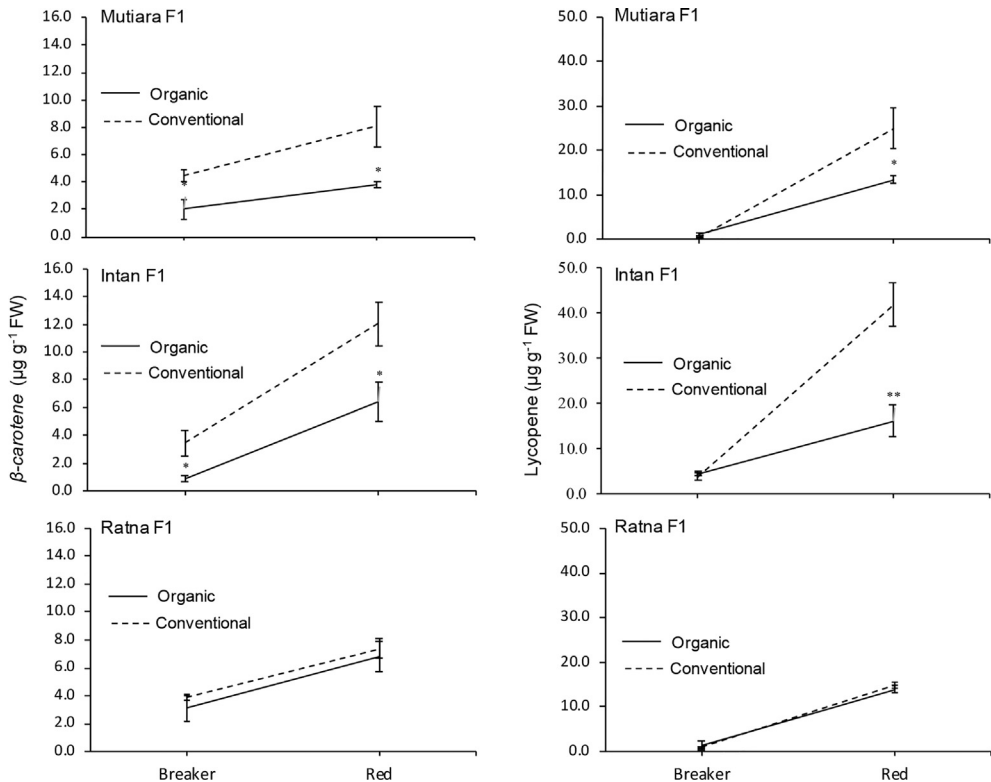 Mutiara F1
16.0
14.0
12.0
10.0
8.0
6.0
4.0
2.0
0.0
Organic
Conventional
*
*
Mutiara F1
50.0
40.0
30.0
20.0
10.0
0.0
Organic
Conventional
*
β-carotene (µg g-1 FW)
Intan F1
16.0
14.0
12.0
10.0
8.0
6.0
4.0
2.0
0.0
Organic
Conventional
*
*
Lycopene (µg g-1 FW)
Intan F1
50.0
40.0
30.0
20.0
10.0
0.0
Organic
Conventional
**
Ratna F1
16.0
14.0
12.0
10.0
8.0
6.0
4.0
2.0
0.0
Organic
Conventional
Breaker
Red
Ratna F1
50.0
40.0
30.0
20.0
10.0
0.0
Organic
Conventional
Breaker
Red